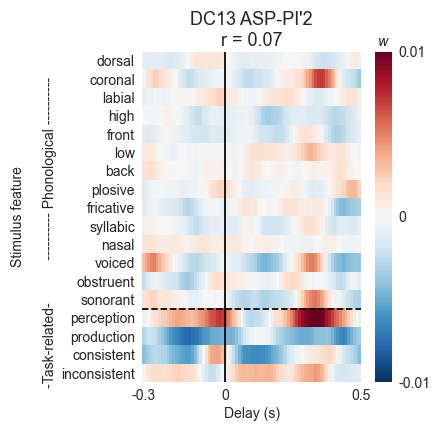 DC13 ASP-PI'2
r = 0.07
w
dorsal
coronal
labial
high
front
low
back
plosive
fricative
syllabic
nasal
voiced
obstruent
sonorant
perception
production
consistent
inconsistent
Stimulus feature
-Task-related- ----------- Phonological -----------
0.01
0
-0.01
-0.3
0
0.5
Delay (s)